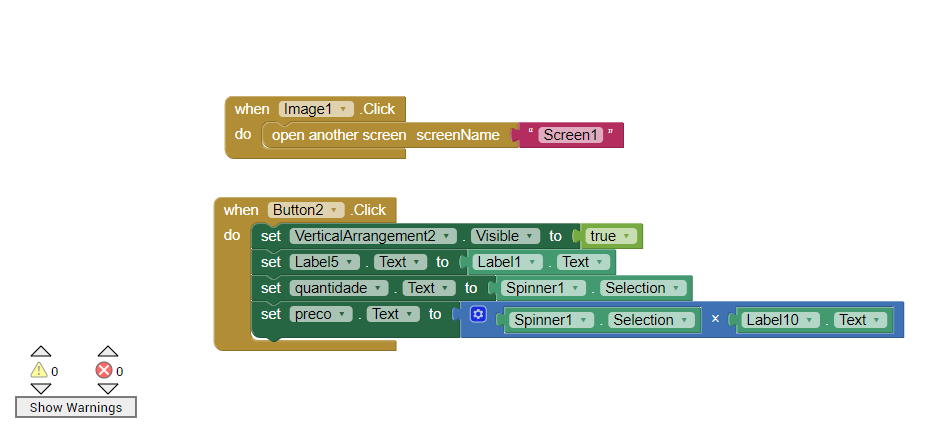 when Image1 .Click
do open another screen screenName “ Screen1 ”
when Button2 .Click
do set VerticalArrangement2 . Visible to true
set Label5 . Text to Label1 . Text
set quantidade . Text to Spinner1 . Selection
set preco . Text to Spinner1 . Selection × Label10 . Text
0 0
Show Warnings